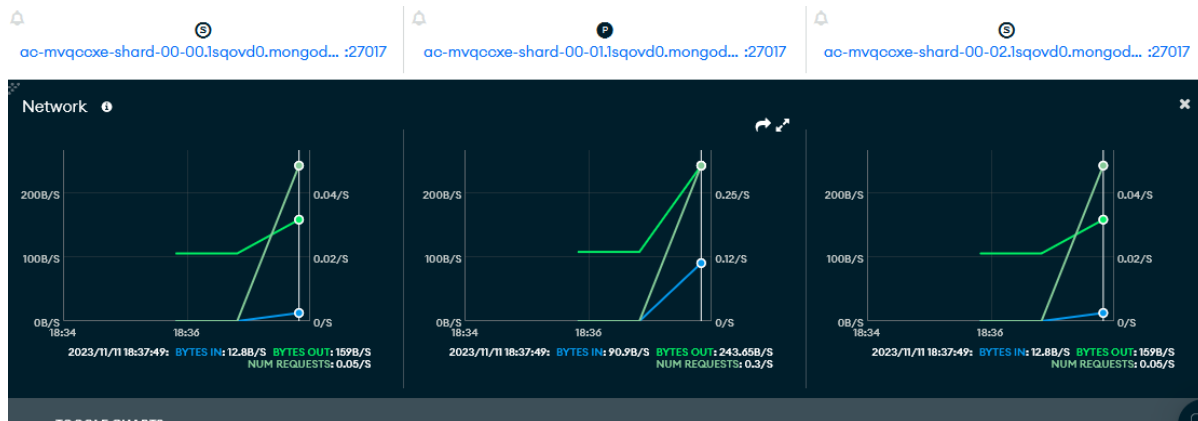 S
ac-mvqccxe-shard-00-00.1sqovd0.mongod... :27017
P
ac-mvqccxe-shard-00-01.1sqovd0.mongod... :27017
S
ac-mvqccxe-shard-00-02.1sqovd0.mongod... :27017
Network
200B/S
100B/S
0B/S
0.04/S
0.02/S
0/S
18:34
18:36
2023/11/11 18:37:49: BYTES IN: 12.8B/S BYTES OUT: 159B/S
NUM REQUESTS: 0.05/S
200B/S
100B/S
0B/S
0.25/S
0.12/S
0/S
18:34
18:36
2023/11/11 18:37:49: BYTES IN: 90.9B/S BYTES OUT: 243.65B/S
NUM REQUESTS: 0.3/S
200B/S
100B/S
0B/S
0.04/S
0.02/S
0/S
18:34
18:36
2023/11/11 18:37:49: BYTES IN: 12.8B/S BYTES OUT: 159B/S
NUM REQUESTS: 0.05/S